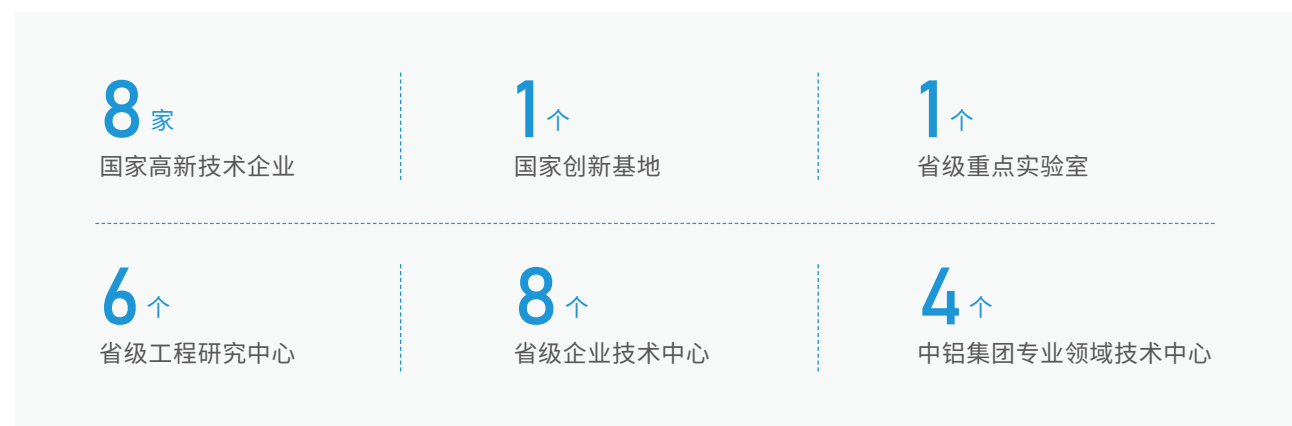 8 家
国家高新技术企业
1 个
国家创新基地
1 个
省级重点实验室
6 个
省级工程研究中心
8 个
省级企业技术中心
4 个
中铝集团专业领域技术中心